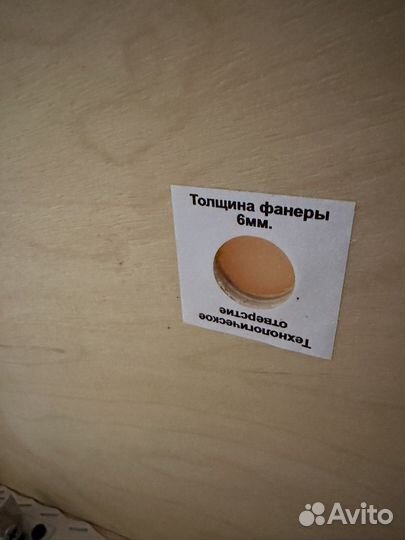 Толщина фанеры
6мм.
Технологическое
отверстие
Avito